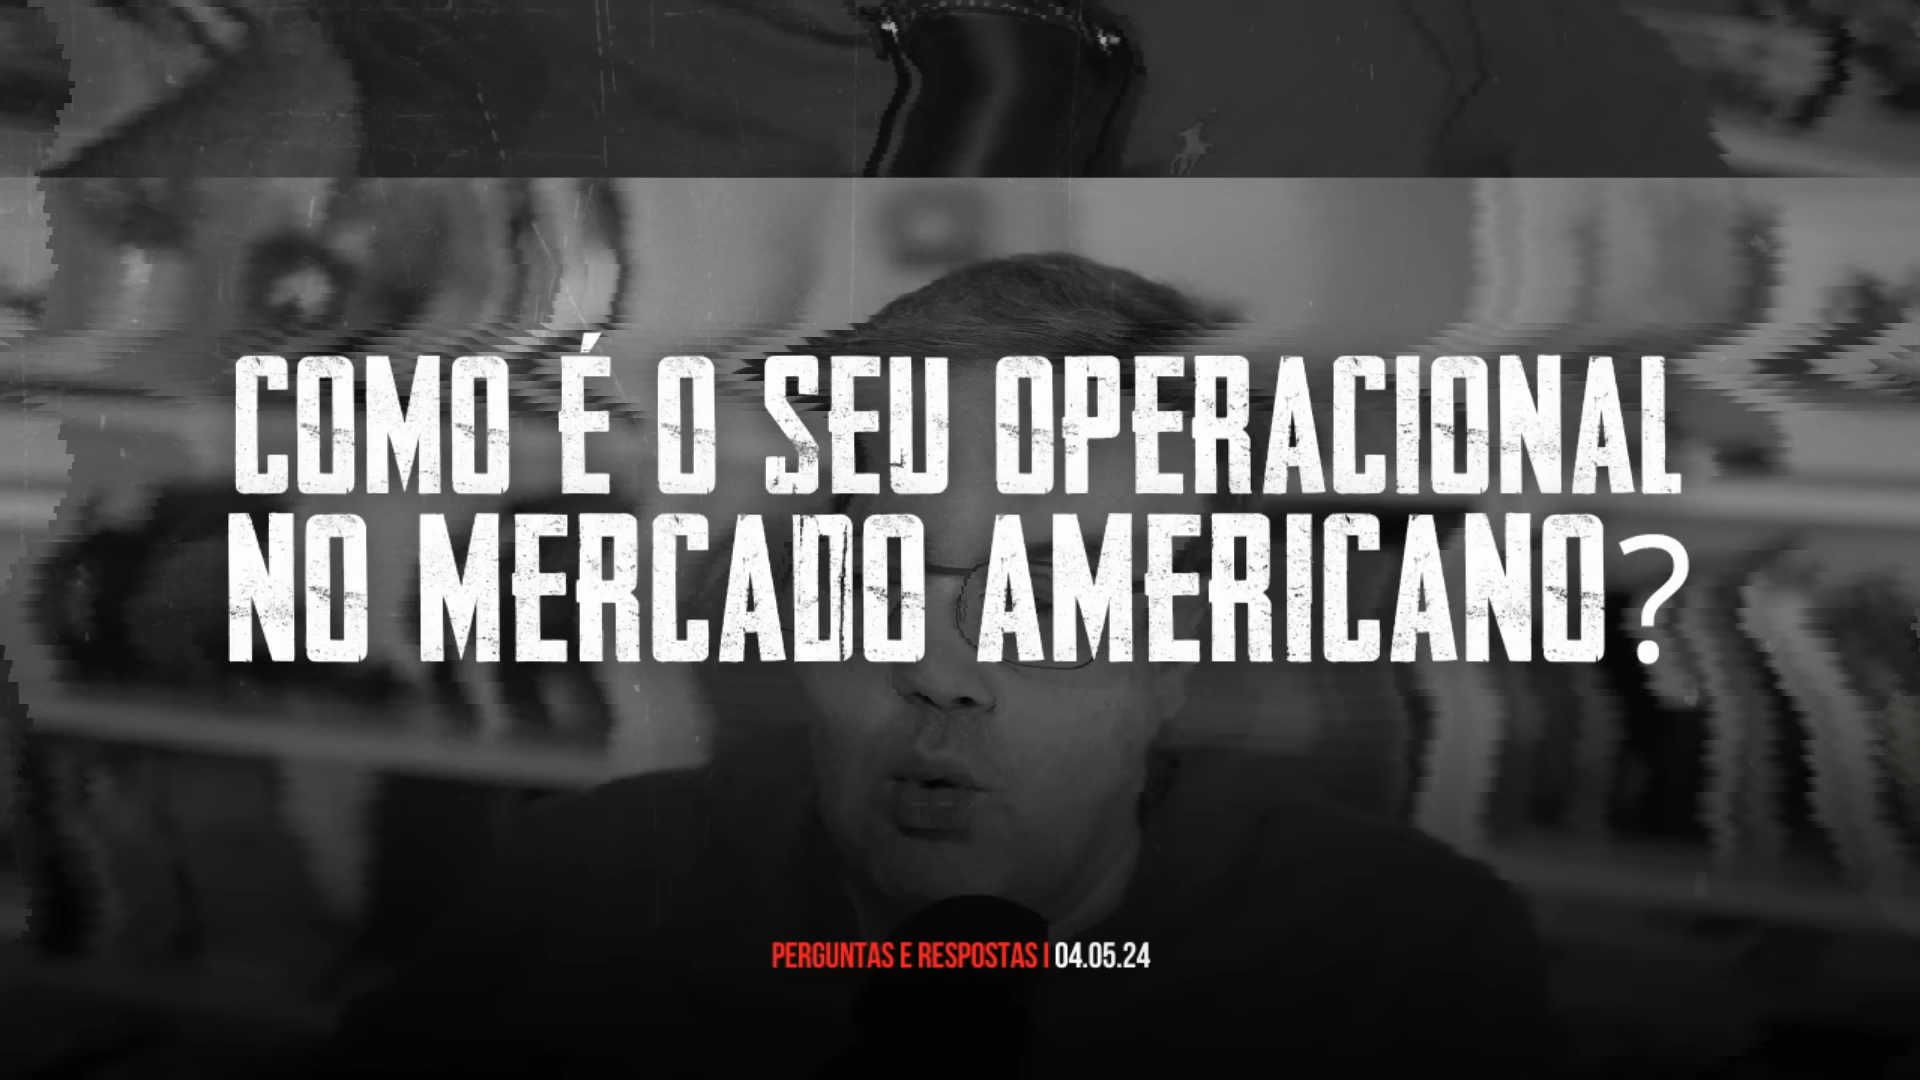 COMO É O SEU OPERACIONAL
NO MERCADO AMERICANO?
PERGUNTAS E RESPOSTAS | 04.05.24